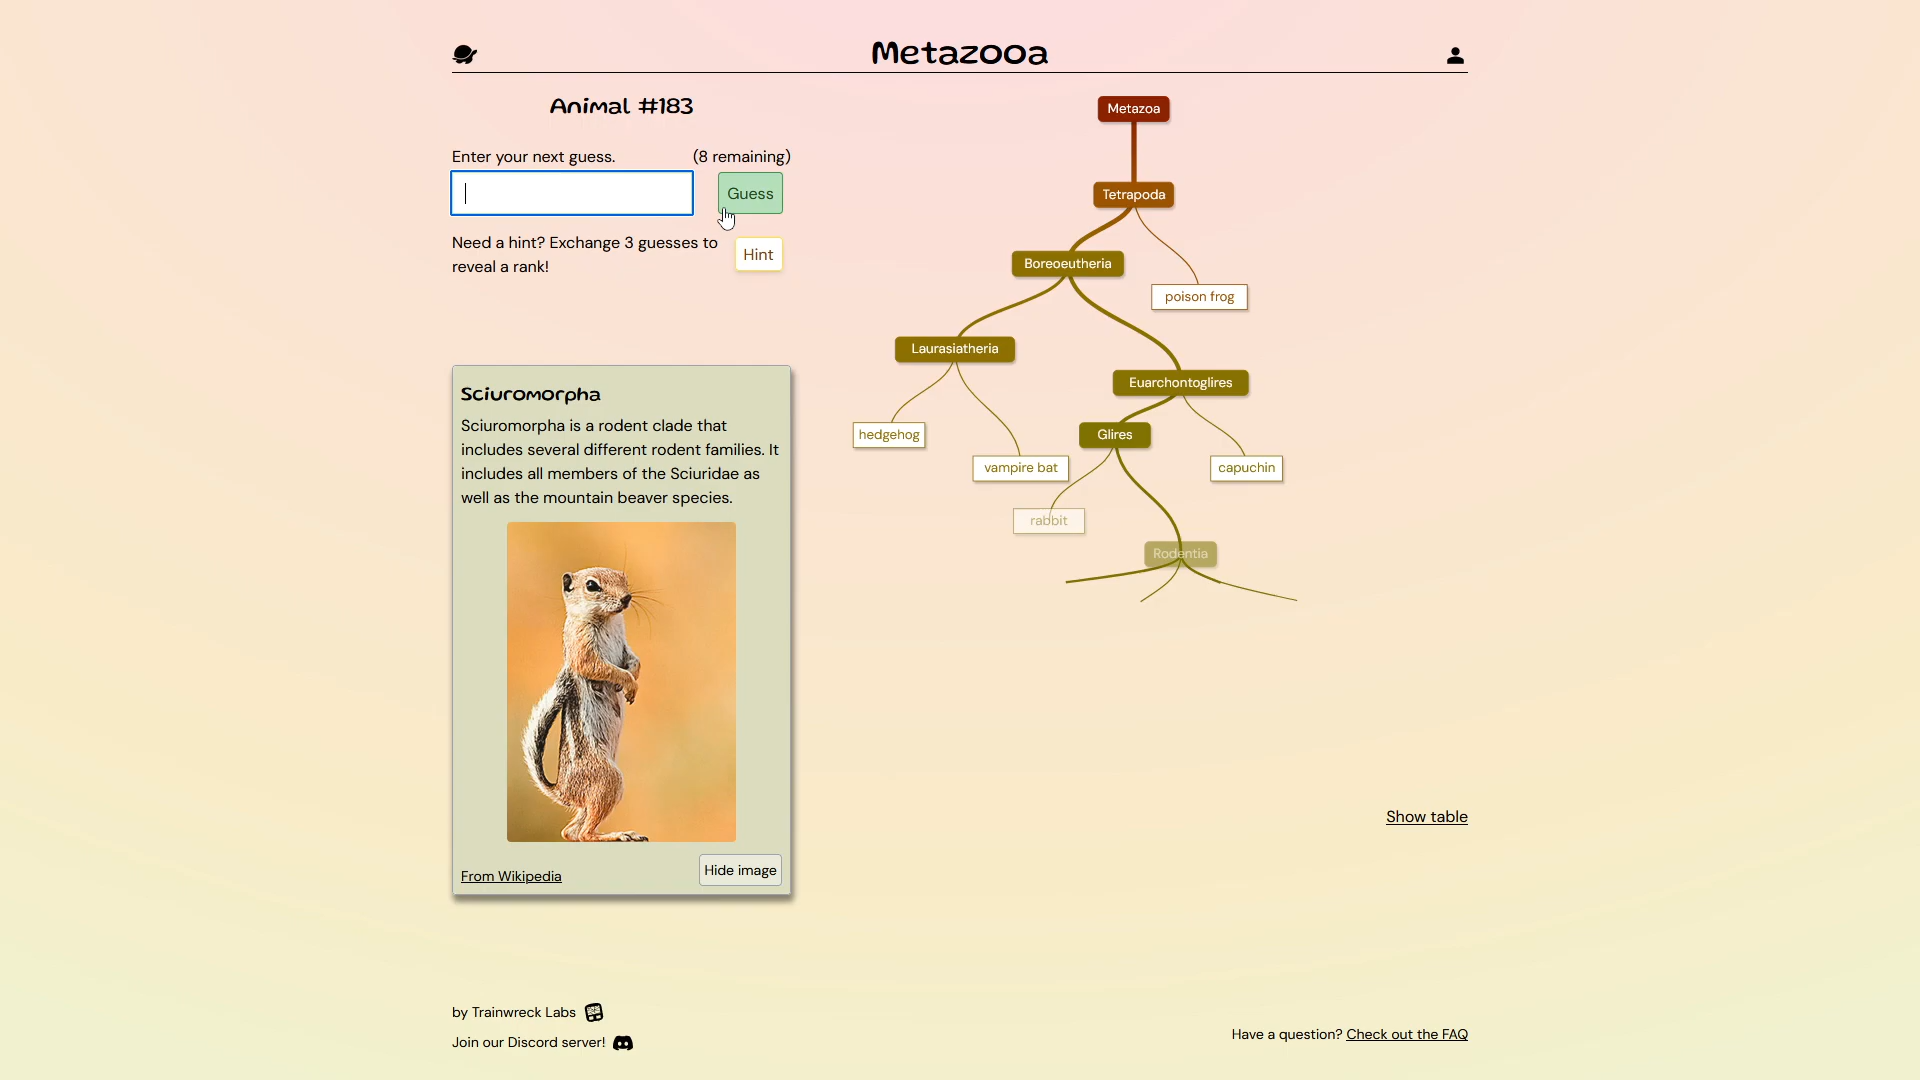 Metazooa
Animal #183
Enter your next guess. (8 remaining)
Guess
Need a hint? Exchange 3 guesses to
reveal a rank!
Hint
Sciuromorpha
Sciuromorpha is a rodent clade that
includes several different rodent families. It
includes all members of the Sciuridae as
well as the mountain beaver species.
From Wikipedia
Hide image
Metazoa
Tetrapoda
Boreoeutheria
poison frog
Laurasiatheria
Euarchontoglires
hedgehog
Glires
vampire bat
capuchin
rabbit
Rodentia
Show table
by Trainwreck Labs
Join our Discord server!
Have a question? Check out the FAQ